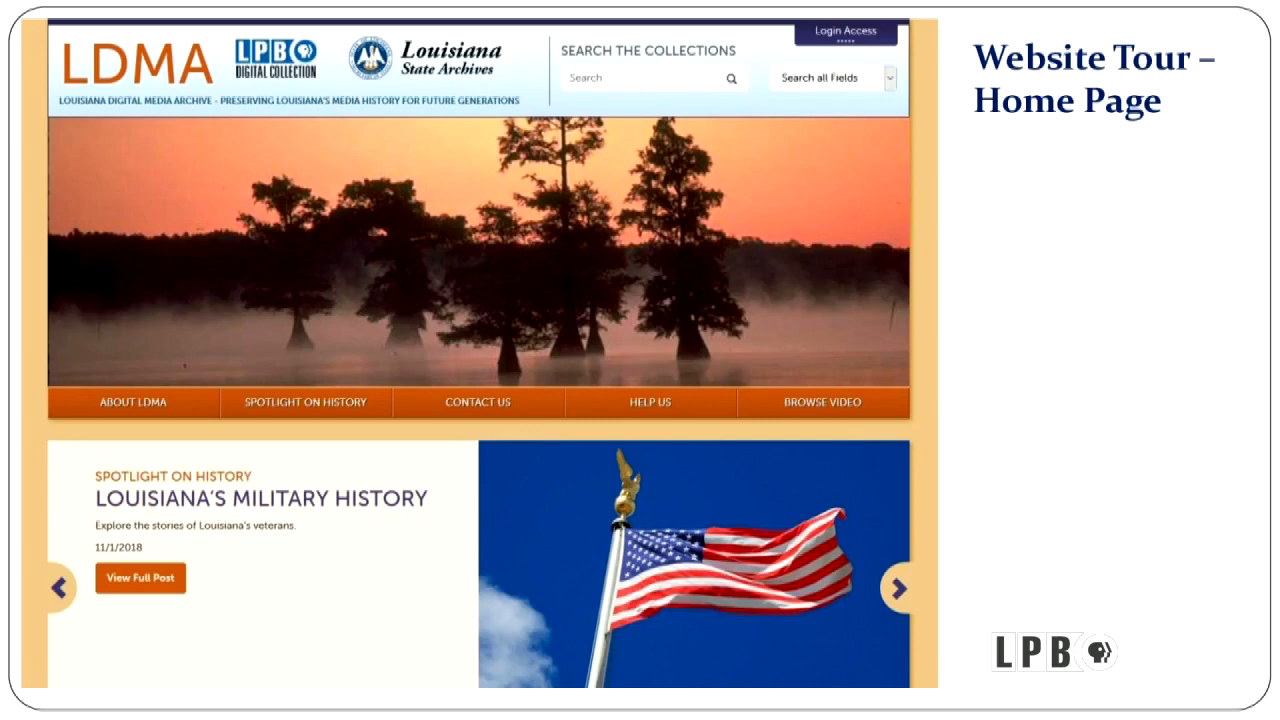 Login Access
LDMA
LPB
DIGITAL COLLECTION
Louisiana
State Archives
SEARCH THE COLLECTIONS
Search
Search all Fields
LOUISIANA DIGITAL MEDIA ARCHIVE - PRESERVING LOUISIANA'S MEDIA HISTORY FOR FUTURE GENERATIONS
Website Tour –
Home Page
ABOUT LDMA
SPOTLIGHT ON HISTORY
CONTACT US
HELP US
BROWSE VIDEO
SPOTLIGHT ON HISTORY
LOUISIANA'S MILITARY HISTORY
Explore the stories of Louisiana's veterans.
11/1/2018
View Full Post
LPB